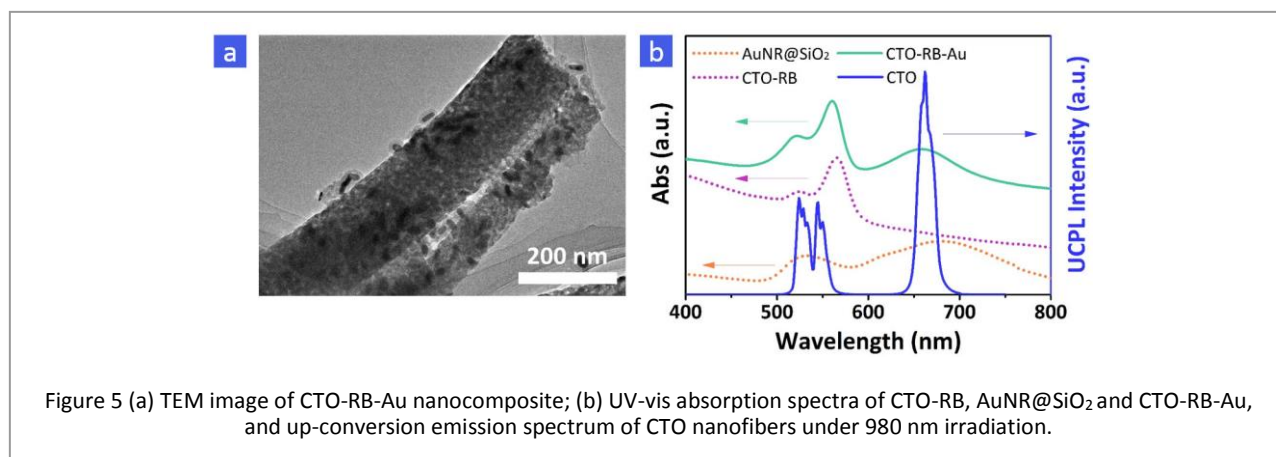 a
200 nm
b
AuNR@SiO₂
CTO-RB-Au
CTO-RB
CTO
Abs (a.u.)
UCPL Intensity (a.u.)
400
500
600
700
800
Wavelength (nm)
Figure 5 (a) TEM image of CTO-RB-Au nanocomposite; (b) UV-vis absorption spectra of CTO-RB, AuNR@SiO₂ and CTO-RB-Au,
and up-conversion emission spectrum of CTO nanofibers under 980 nm irradiation.